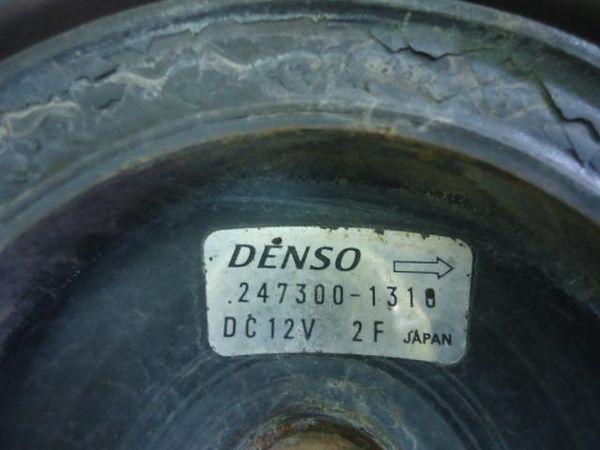 DENSO
247300-1310
DC12V 2F JAPAN